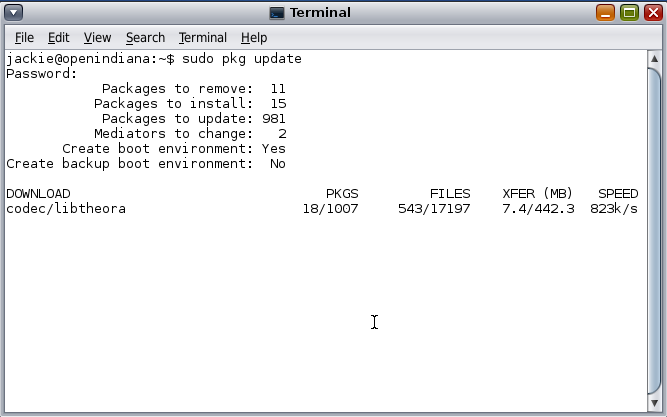 Terminal
File Edit View Search Terminal Help
jackie@openindiana:~$ sudo pkg update
Password:
Packages to remove: 11
Packages to install: 15
Packages to update: 981
Mediators to change: 2
Create boot environment: Yes
Create backup boot environment: No
DOWNLOAD PKGS FILES XFER (MB) SPEED
codec/libtheora 18/1007 543/17197 7.4/442.3 823k/s